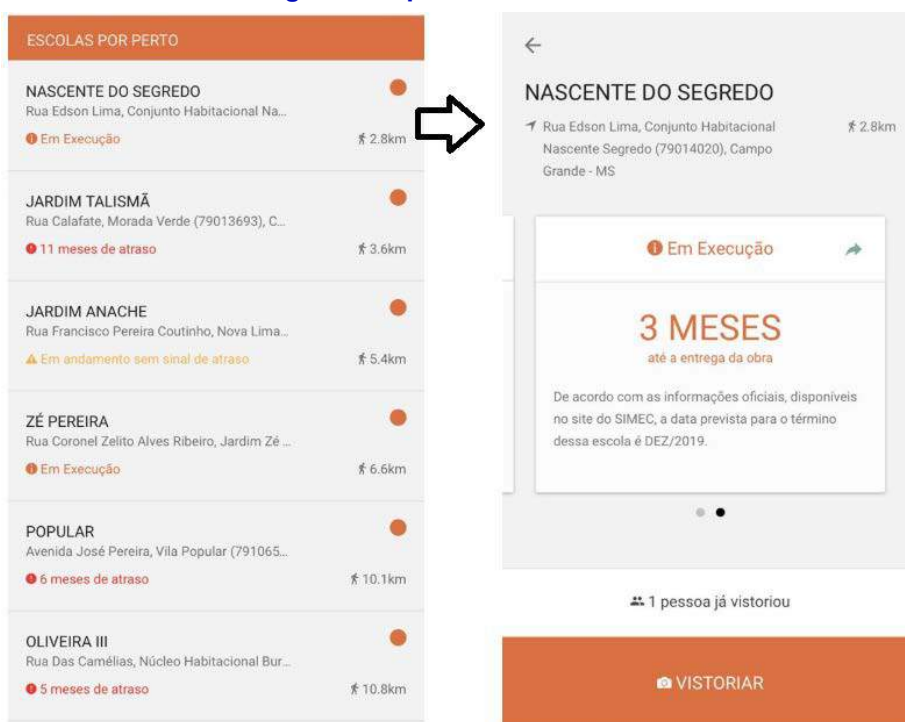 ESCOLAS POR PERTO
NASCENTE DO SEGREDO
Rua Edson Lima, Conjunto Habitacional Na...
Em Execução
2.8km
JARDIM TALISMÃ
Rua Calafate, Morada Verde (79013693), C...
11 meses de atraso
3.6km
JARDIM ANACHE
Rua Francisco Pereira Coutinho, Nova Lima...
Em andamento sem sinal de atraso
5.4km
ZÉ PEREIRA
Rua Coronel Zelito Alves Ribeiro, Jardim Zé ...
Em Execução
6.6km
POPULAR
Avenida José Pereira, Vila Popular (791065...
6 meses de atraso
10.1km
OLIVEIRA III
Rua Das Camélias, Núcleo Habitacional Bur...
5 meses de atraso
10.8km
NASCENTE DO SEGREDO
Rua Edson Lima, Conjunto Habitacional
2.8km
Nascente Segredo (79014020), Campo
Grande - MS
Em Execução
3 MESES
até a entrega da obra
De acordo com as informações oficiais, disponíveis
no site do SIMEC, a data prevista para o término
dessa escola é DEZ/2019.
1 pessoa já vistoriou
VISTORIAR